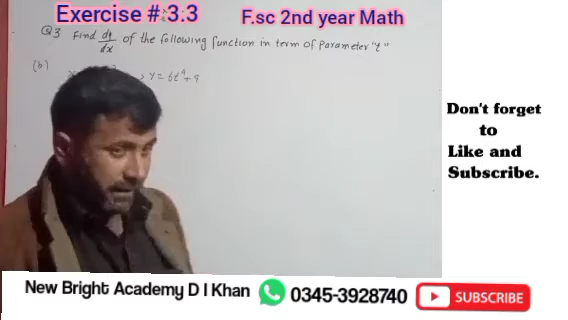 Exercise #:3:3
F.sc 2nd year Math
Q3 Find dy/dx of the following function in term of Parameter "t"
(b) y = 6t⁴+9
Don't forget
to
Like and
Subscribe.
New Bright Academy D I Khan
0345-3928740
SUBSCRIBE